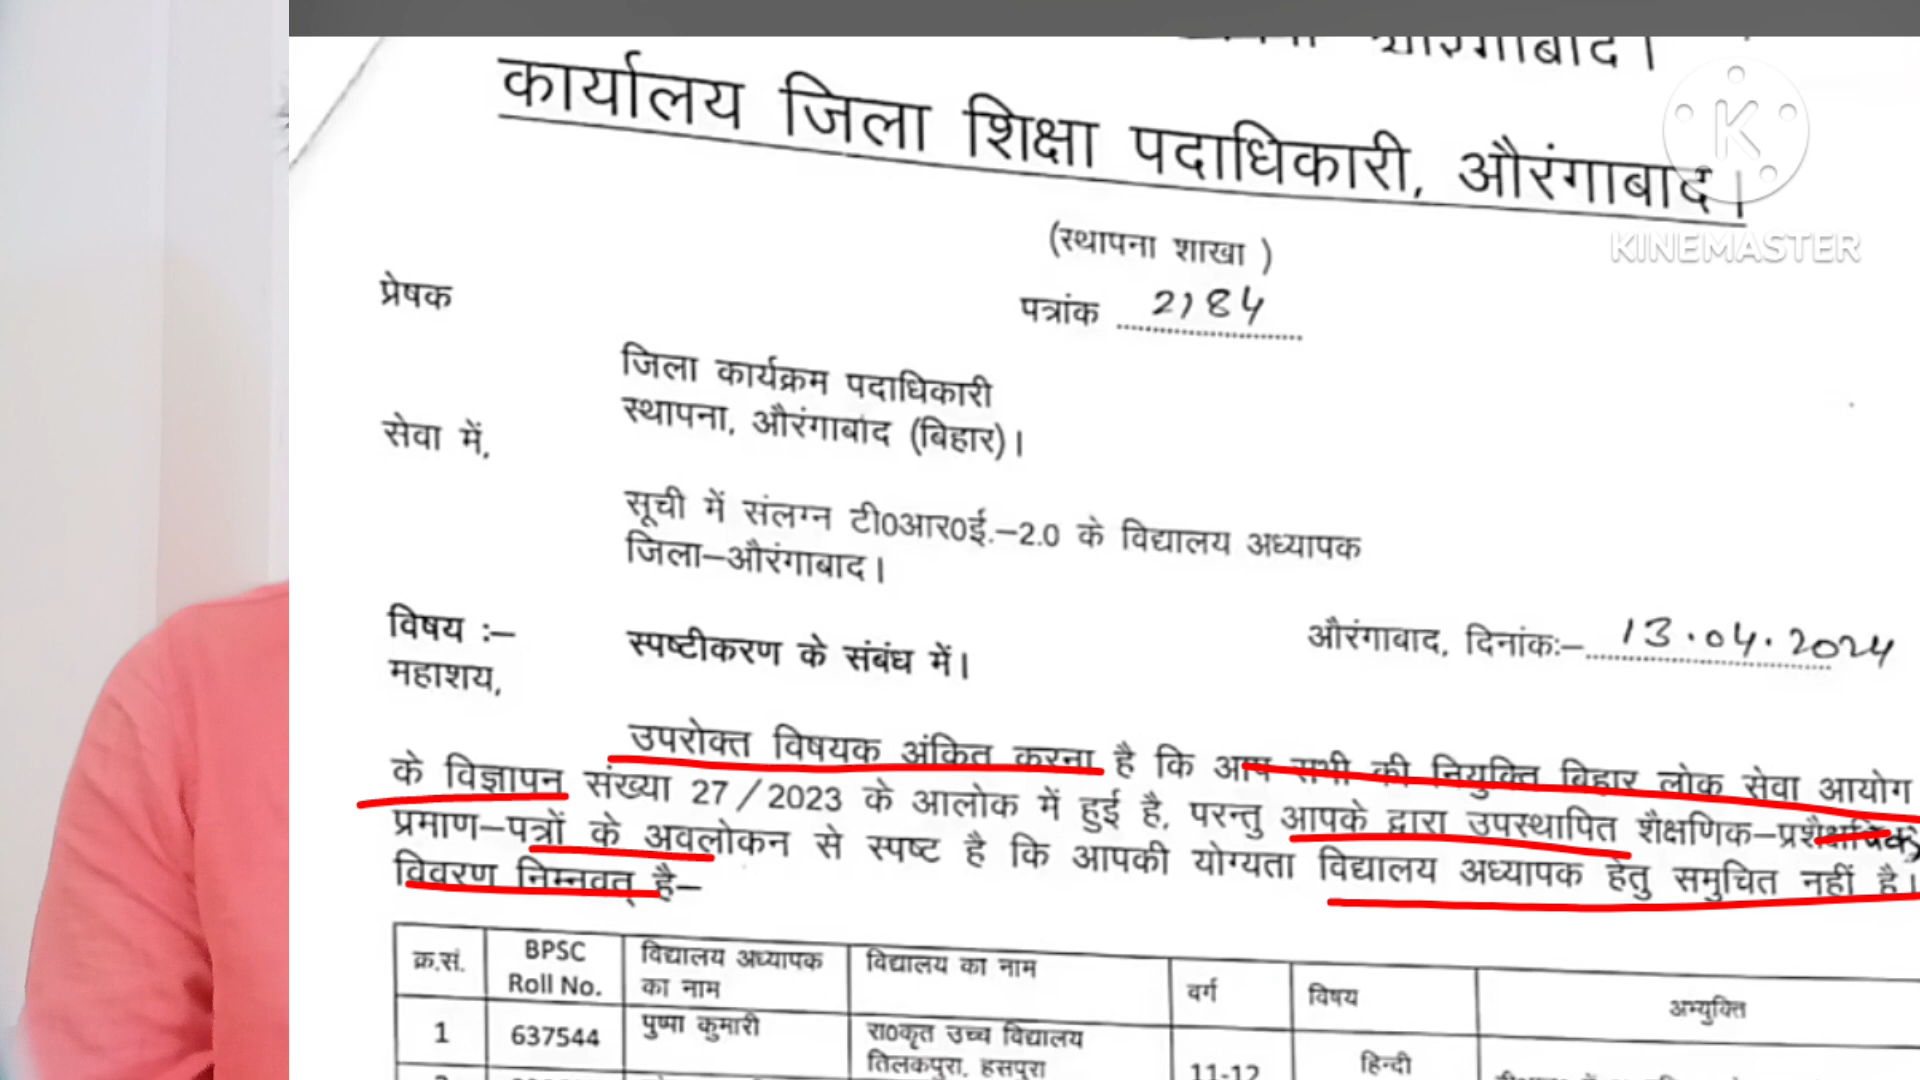 औरंगाबाद।
कार्यालय जिला शिक्षा पदाधिकारी, औरंगाबाद।
KINEMASTER
(स्थापना शाखा )
प्रेषक
पत्रांक 2184
जिला कार्यक्रम पदाधिकारी
स्थापना, औरंगाबाद (बिहार)।
सेवा में,
सूची में संलग्न टी0आर0ई.–2.0 के विद्यालय अध्यापक
जिला–औरंगाबाद।
औरंगाबाद, दिनांकः– 13.04.2024
विषय :– स्पष्टीकरण के संबंध में।
महाशय,
उपरोक्त विषयक अंकित करना है कि आप सभी की नियुक्ति बिहार लोक सेवा आयोग
के विज्ञापन संख्या 27/2023 के आलोक में हुई है, परन्तु आपके द्वारा उपस्थापित शैक्षणिक–प्रशैक्षणिक
प्रमाण–पत्रों के अवलोकन से स्पष्ट है कि आपकी योग्यता विद्यालय अध्यापक हेतु समुचित नहीं है।
विवरण निम्नवत् है–
क्र.सं. BPSC Roll No. विद्यालय अध्यापक का नाम विद्यालय का नाम वर्ग विषय अभ्युक्ति
1 637544 पुष्पा कुमारी रा0कृत उच्च विद्यालय तिलकपुरा, हसपुरा 11-12 हिन्दी